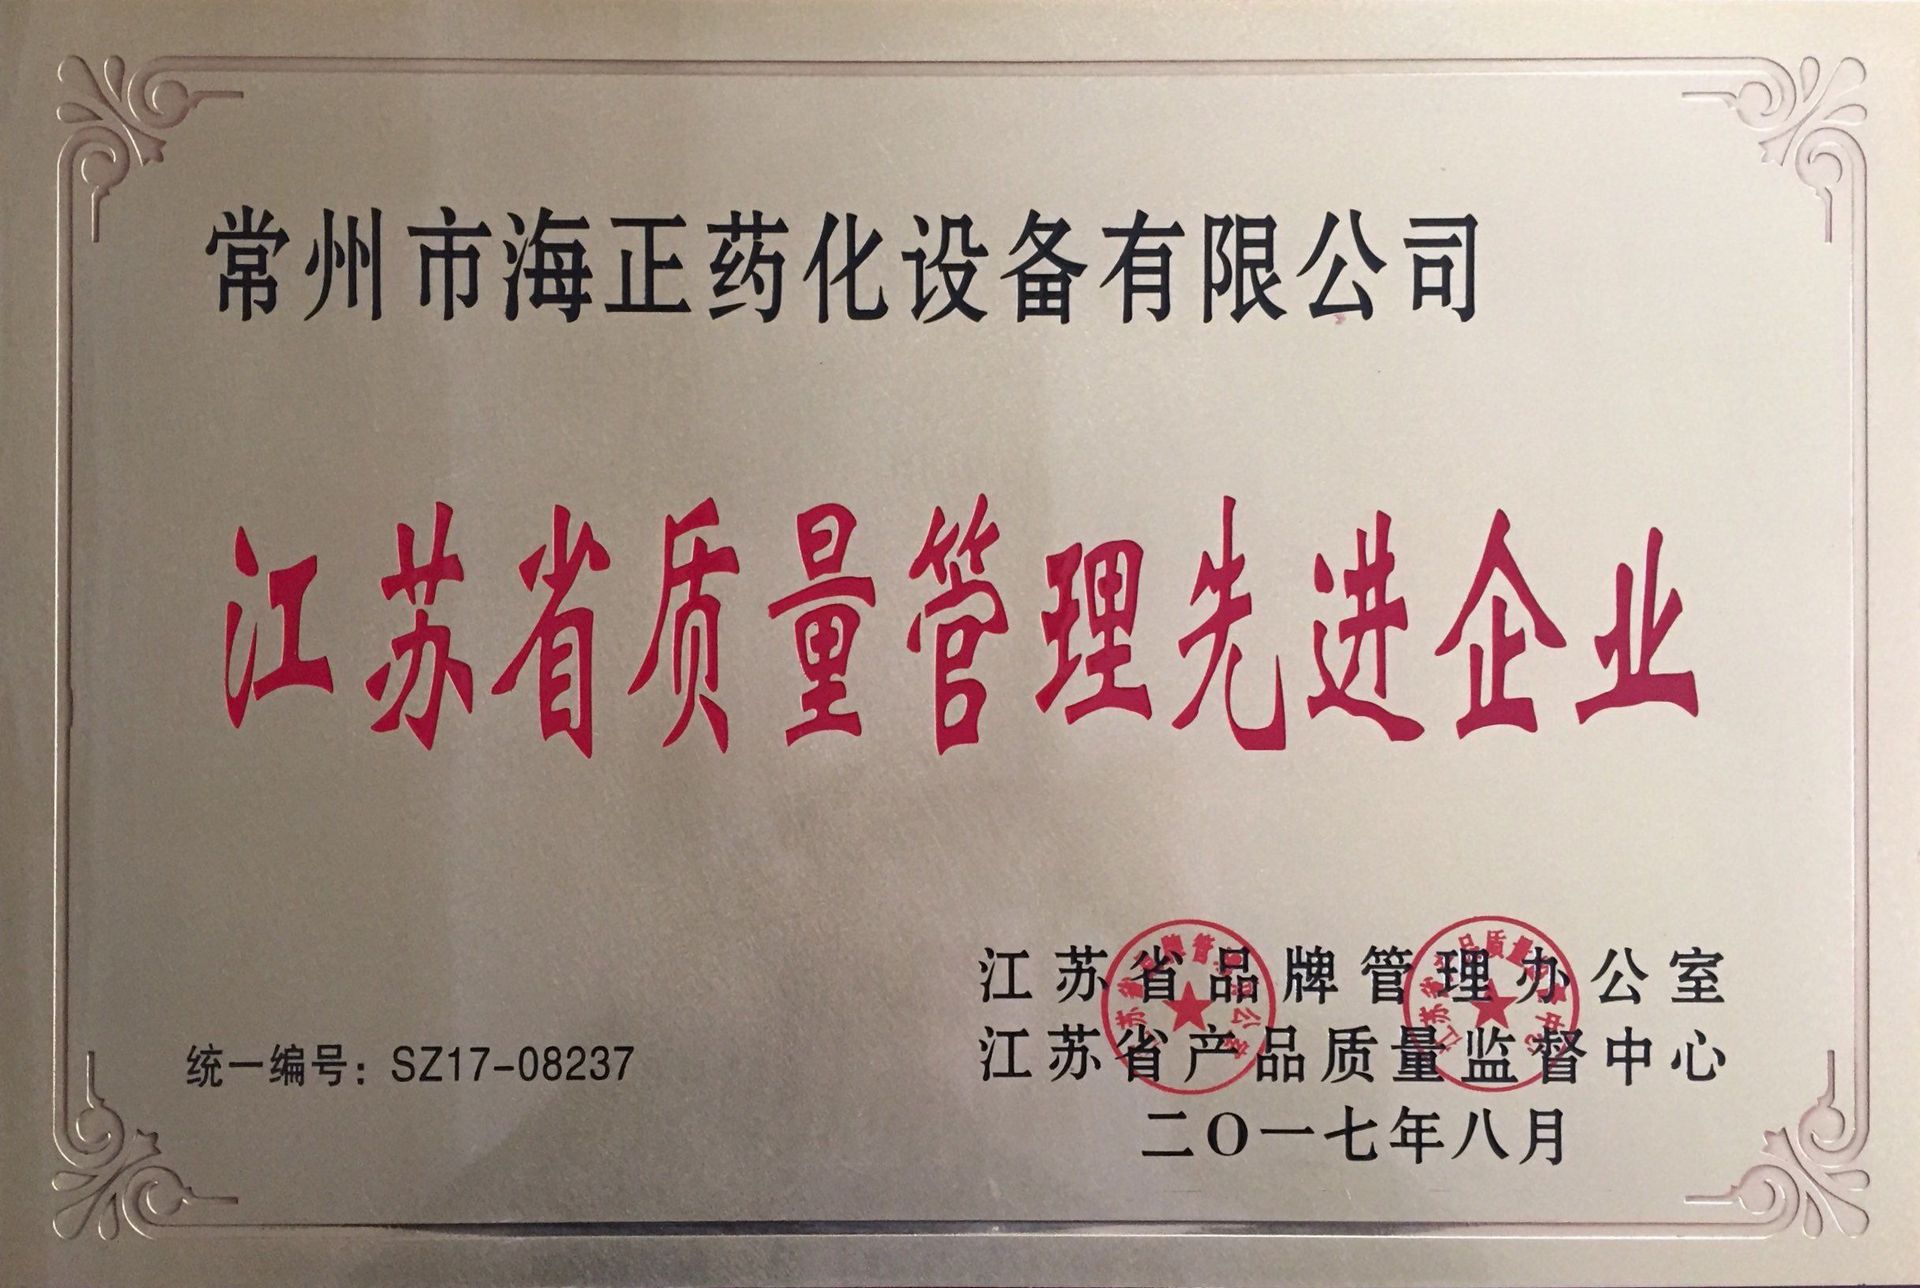 常州市海正药化设备有限公司
江苏省质量管理先进企业
江苏省品牌管理办公室
江苏省产品质量监督中心
二〇一七年八月
统一编号：SZ17-08237